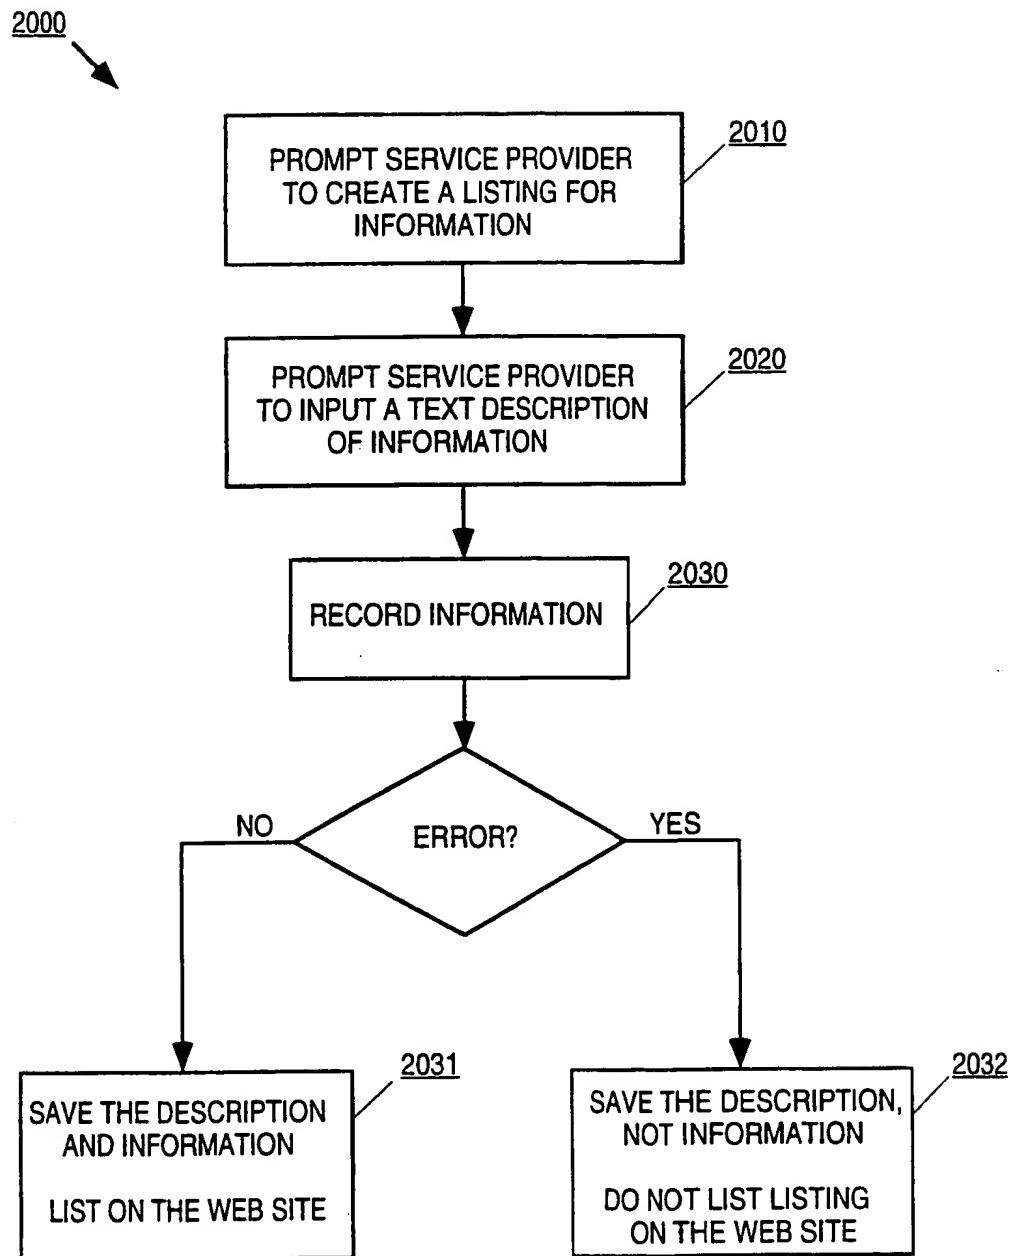 2000
2010
PROMPT SERVICE PROVIDER
TO CREATE A LISTING FOR
INFORMATION
2020
PROMPT SERVICE PROVIDER
TO INPUT A TEXT DESCRIPTION
OF INFORMATION
2030
RECORD INFORMATION
NO
ERROR?
YES
2031
SAVE THE DESCRIPTION
AND INFORMATION
LIST ON THE WEB SITE
2032
SAVE THE DESCRIPTION,
NOT INFORMATION
DO NOT LIST LISTING
ON THE WEB SITE